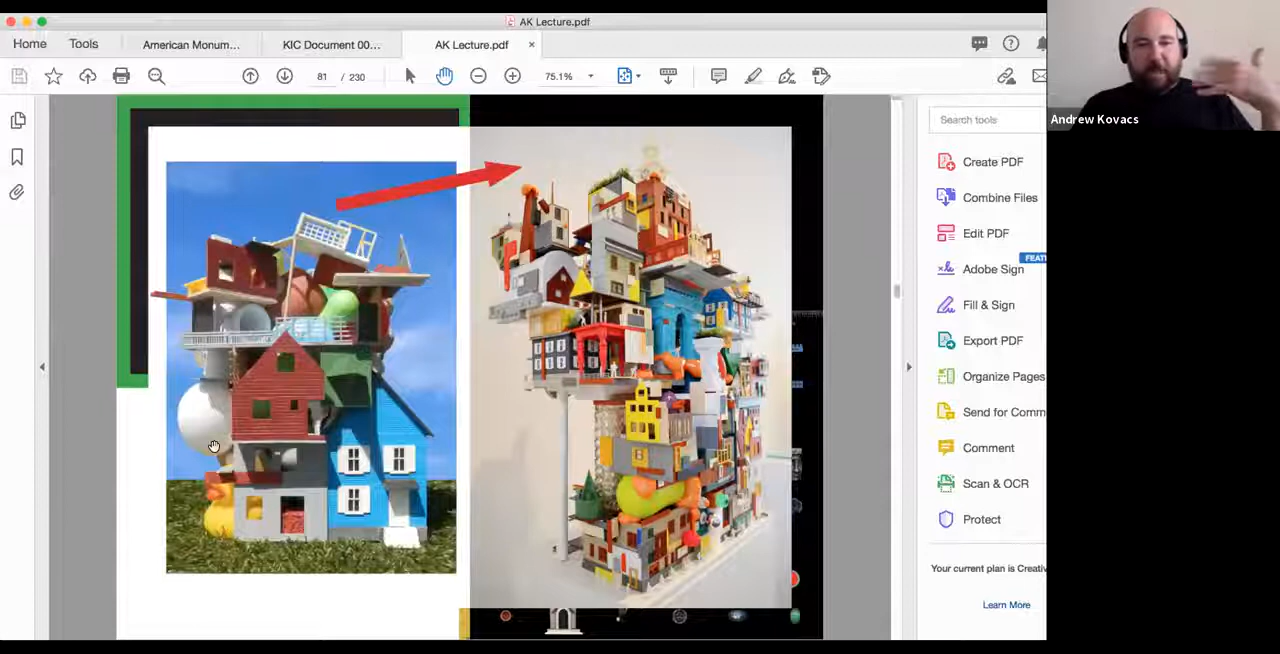 AK Lecture.pdf
Home
Tools
American Monum...
KIC Document 00...
AK Lecture.pdf
×
81 / 230
75.1%
Search tools
Create PDF
Combine Files
Edit PDF
FEAT
Adobe Sign
Fill & Sign
Export PDF
Organize Pages
Send for Comm
Comment
Scan & OCR
Protect
Your current plan is Creativ
Learn More
Andrew Kovacs